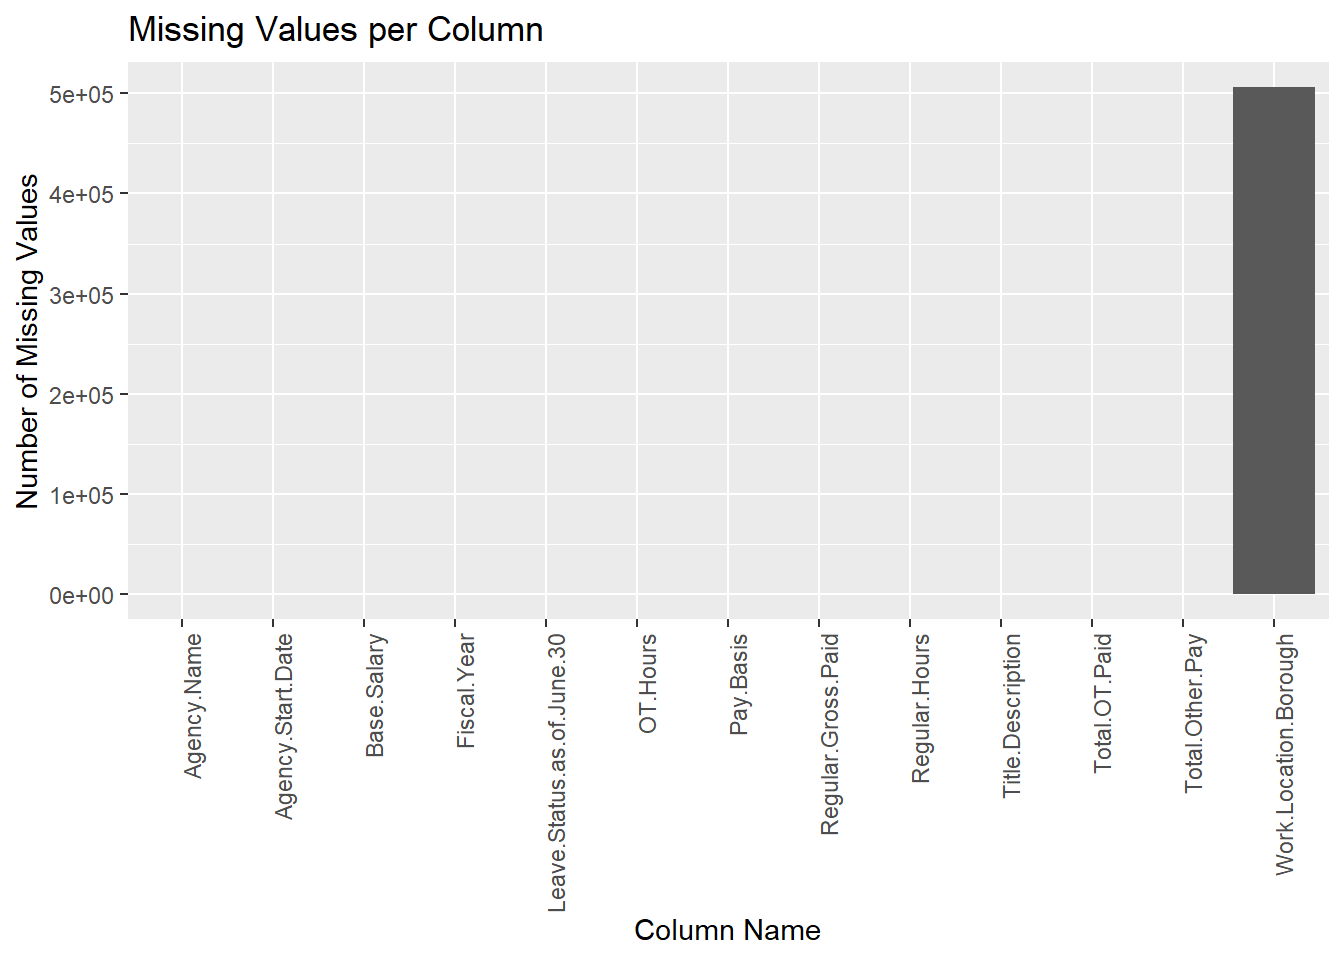 Missing Values per Column
Number of Missing Values
5e+05
4e+05
3e+05
2e+05
1e+05
0e+00
Agency.Name
Agency.Start.Date
Base.Salary
Fiscal.Year
Leave.Status.as.of.June.30
OT.Hours
Pay.Basis
Regular.Gross.Paid
Regular.Hours
Title.Description
Total.OT.Paid
Total.Other.Pay
Work.Location.Borough
Column Name